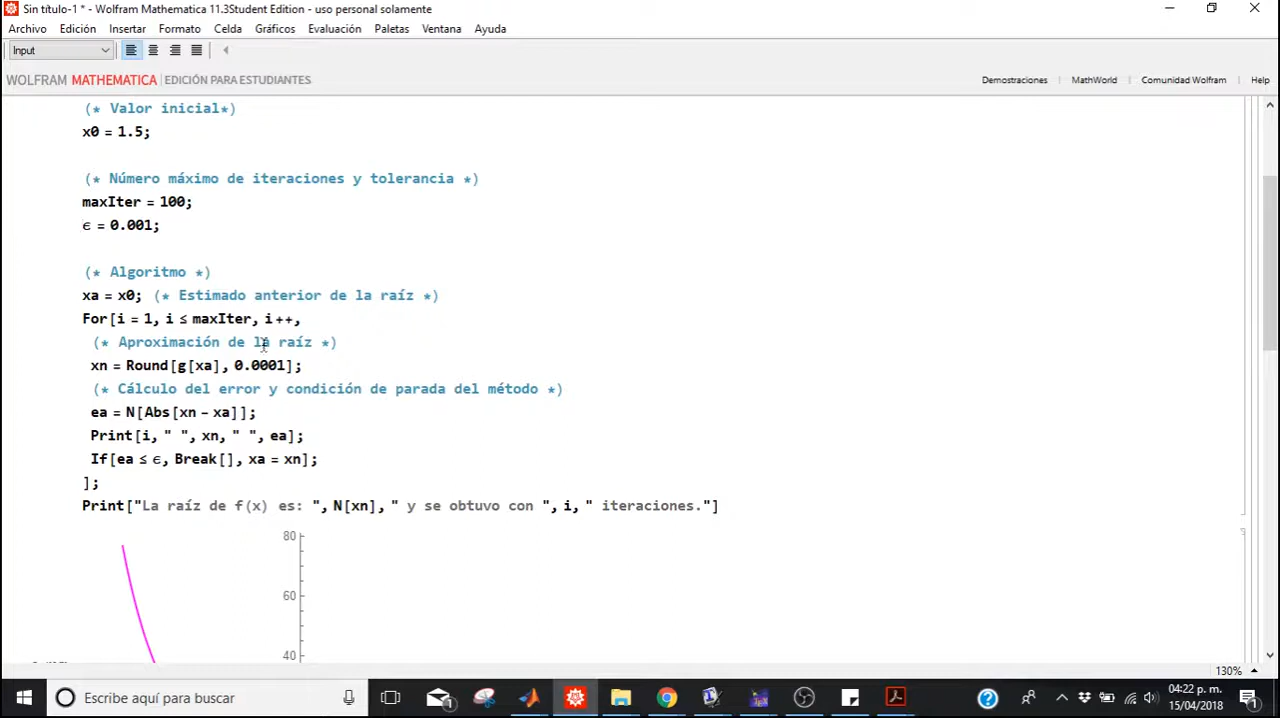 Sin título-1 * - Wolfram Mathematica 11.3Student Edition - uso personal solamente
Archivo Edición Insertar Formato Celda Gráficos Evaluación Paletas Ventana Ayuda
Input
WOLFRAM MATHEMATICA | EDICIÓN PARA ESTUDIANTES Demostraciones | MathWorld | Comunidad Wolfram | Help
(* Valor inicial*)
x0 = 1.5;
(* Número máximo de iteraciones y tolerancia *)
maxIter = 100;
ϵ = 0.001;
(* Algoritmo *)
xa = x0; (* Estimado anterior de la raíz *)
For[i = 1, i ≤ maxIter, i++,
(* Aproximación de la raíz *)
xn = Round[g[xa], 0.0001];
(* Cálculo del error y condición de parada del método *)
ea = N[Abs[xn - xa]];
Print[i, " ", xn, " ", ea];
If[ea ≤ ϵ, Break[], xa = xn];
];
Print["La raíz de f(x) es: ", N[xn], " y se obtuvo con ", i, " iteraciones."]
80
60
40
130%
Escribe aquí para buscar
04:22 p. m.
15/04/2018